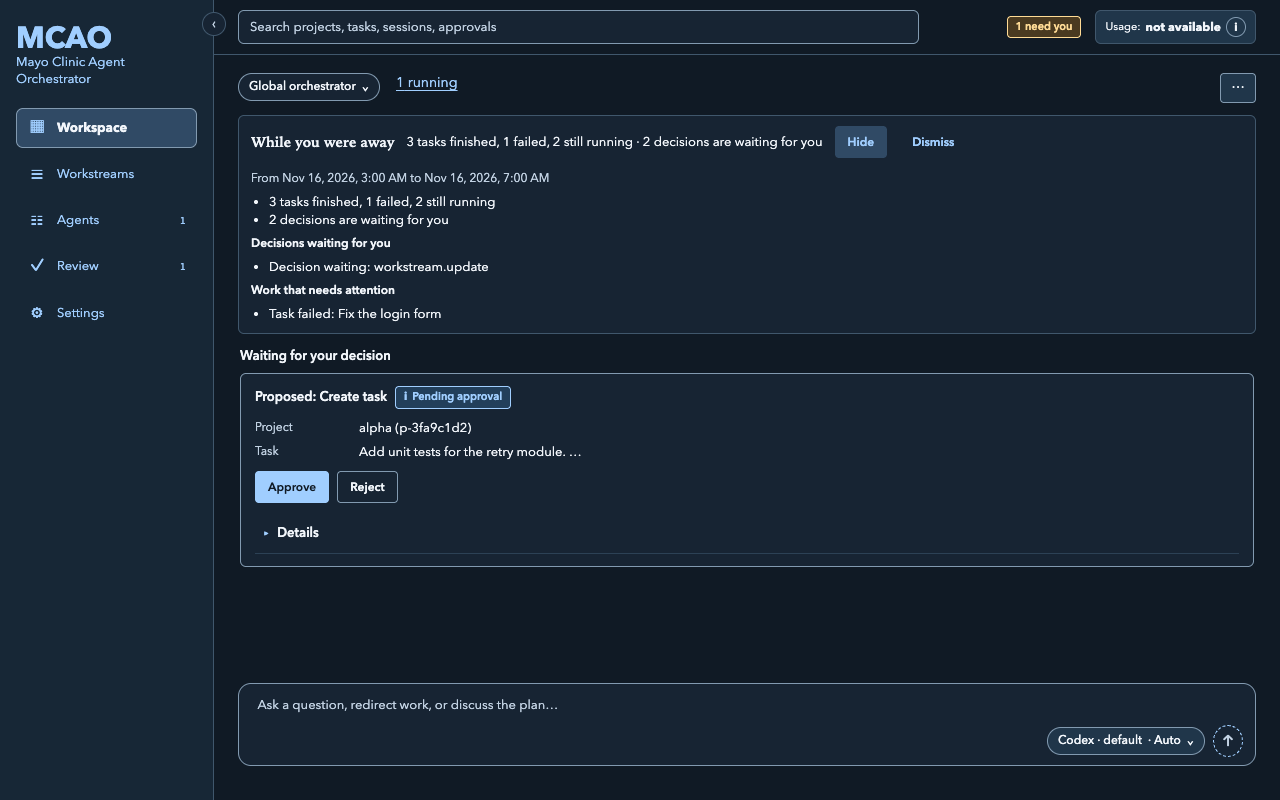 MCAO
Mayo Clinic Agent
Orchestrator
Workspace
Workstreams
Agents 1
Review 1
Settings
Search projects, tasks, sessions, approvals
1 need you
Usage: not available i
Global orchestrator
1 running
...
While you were away 3 tasks finished, 1 failed, 2 still running · 2 decisions are waiting for you Hide Dismiss
From Nov 16, 2026, 3:00 AM to Nov 16, 2026, 7:00 AM
• 3 tasks finished, 1 failed, 2 still running
• 2 decisions are waiting for you
Decisions waiting for you
• Decision waiting: workstream.update
Work that needs attention
• Task failed: Fix the login form
Waiting for your decision
Proposed: Create task i Pending approval
Project alpha (p-3fa9c1d2)
Task Add unit tests for the retry module. …
Approve Reject
Details
Ask a question, redirect work, or discuss the plan…
Codex · default · Auto